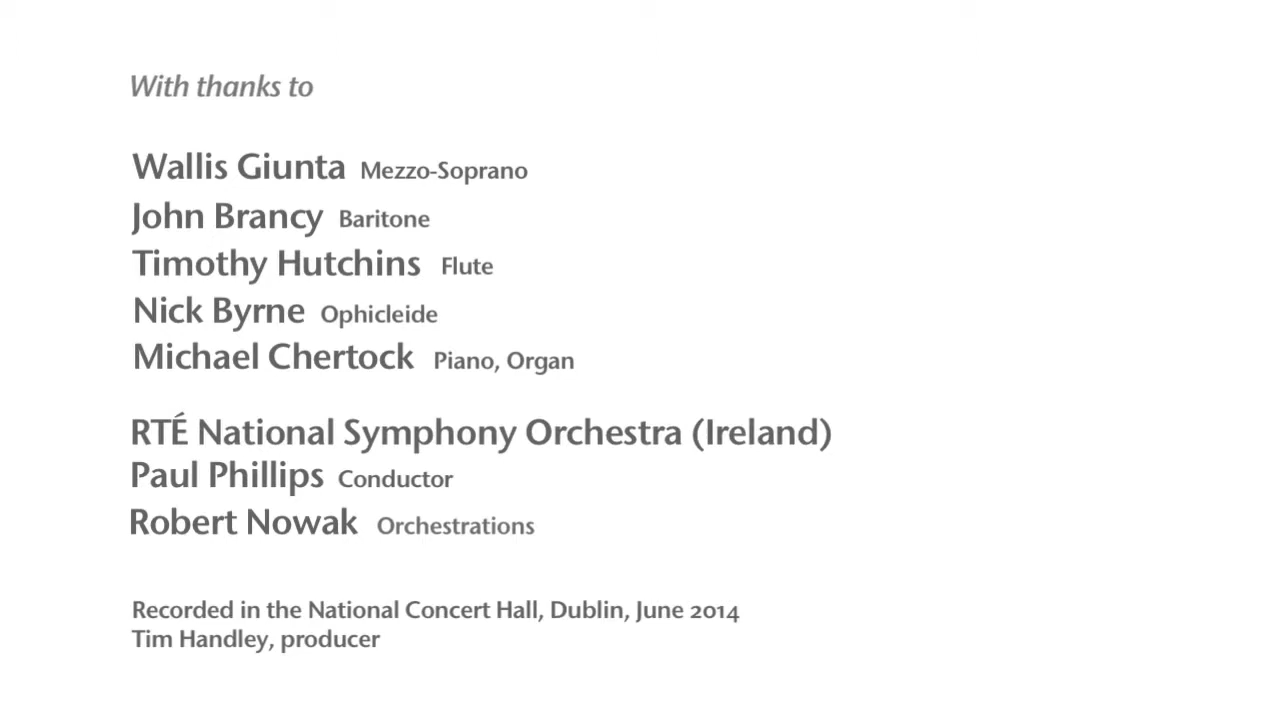 With thanks to
Wallis Giunta Mezzo-Soprano
John Brancy Baritone
Timothy Hutchins Flute
Nick Byrne Ophicleide
Michael Chertock Piano, Organ
RTÉ National Symphony Orchestra (Ireland)
Paul Phillips Conductor
Robert Nowak Orchestrations
Recorded in the National Concert Hall, Dublin, June 2014
Tim Handley, producer